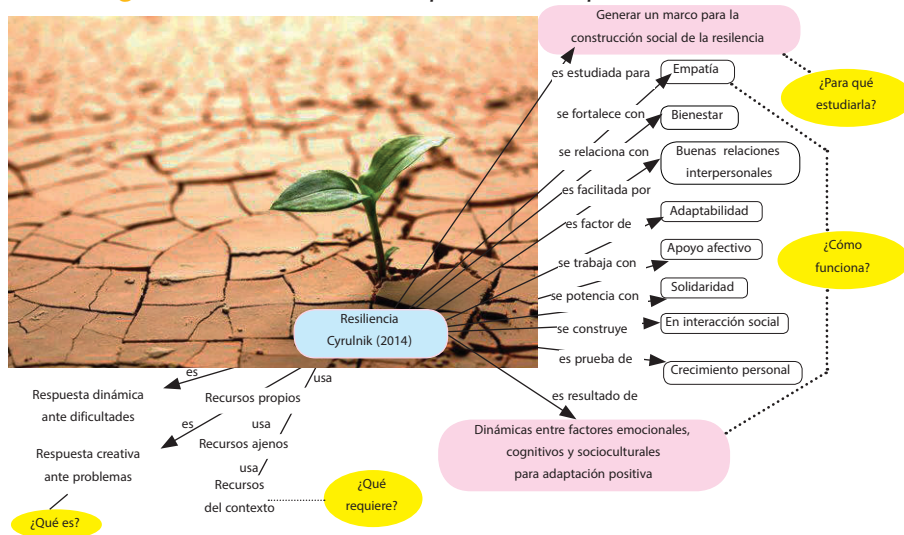 Generar un marco para la
construcción social de la resilencia
es estudiada para
Empatía
¿Para qué
estudiarla?
se fortalece con
Bienestar
se relaciona con
Buenas relaciones
interpersonales
es facilitada por
es factor de
Adaptabilidad
¿Cómo
funciona?
se trabaja con
Apoyo afectivo
se potencia con
Solidaridad
Resiliencia
Cyrulnik (2014)
se construye
En interacción social
es prueba de
Crecimiento personal
es
usa
Respuesta dinámica
ante dificultades
Recursos propios
es resultado de
es
usa
Recursos ajenos
Dinámicas entre factores emocionales,
cognitivos y socioculturales
para adaptación positiva
Respuesta creativa
ante problemas
usa
Recursos
del contexto
¿Qué
requiere?
¿Qué es?